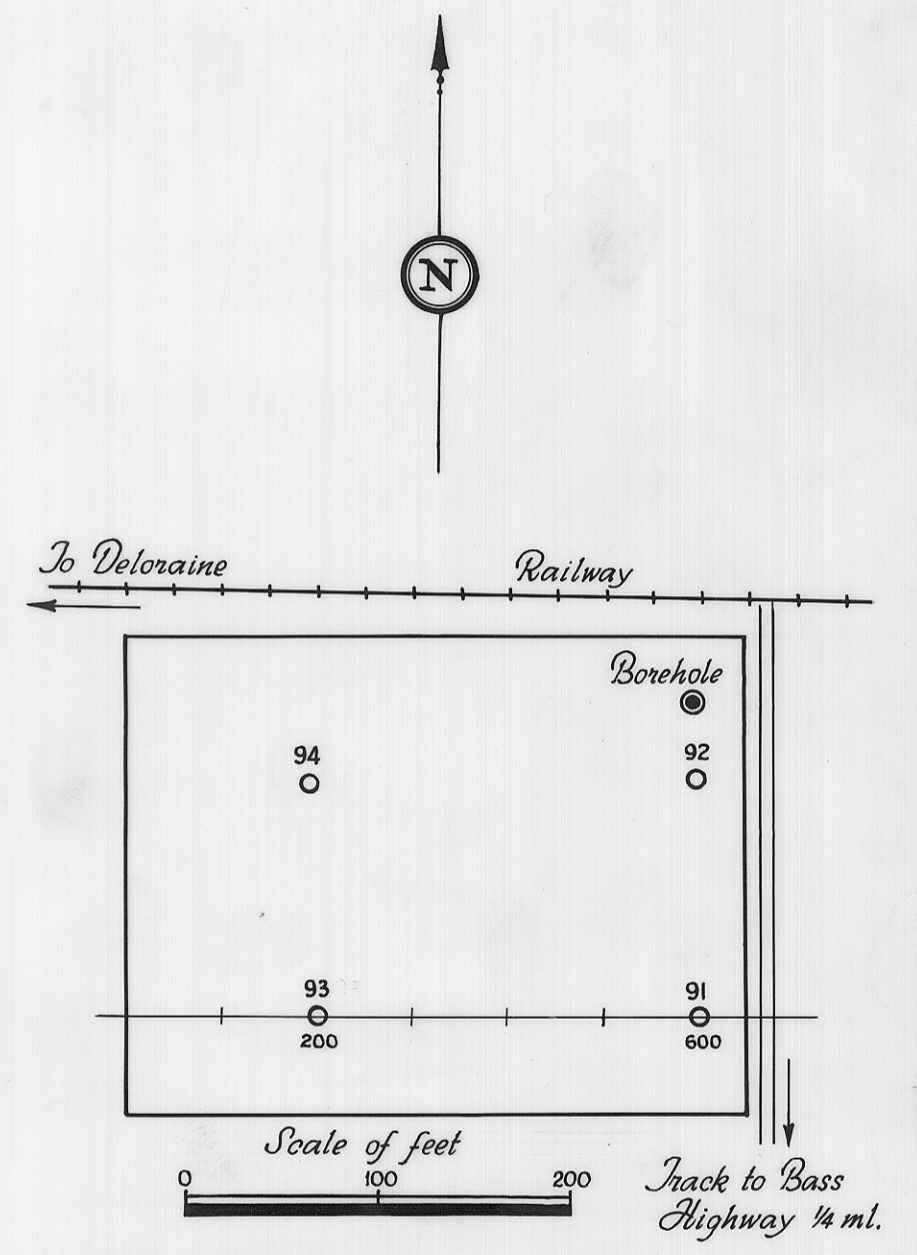 N
To Deloraine
Railway
Borehole
94
92
93
91
200
600
Scale of feet
0 100 200
Track to Bass
Highway ¼ ml.